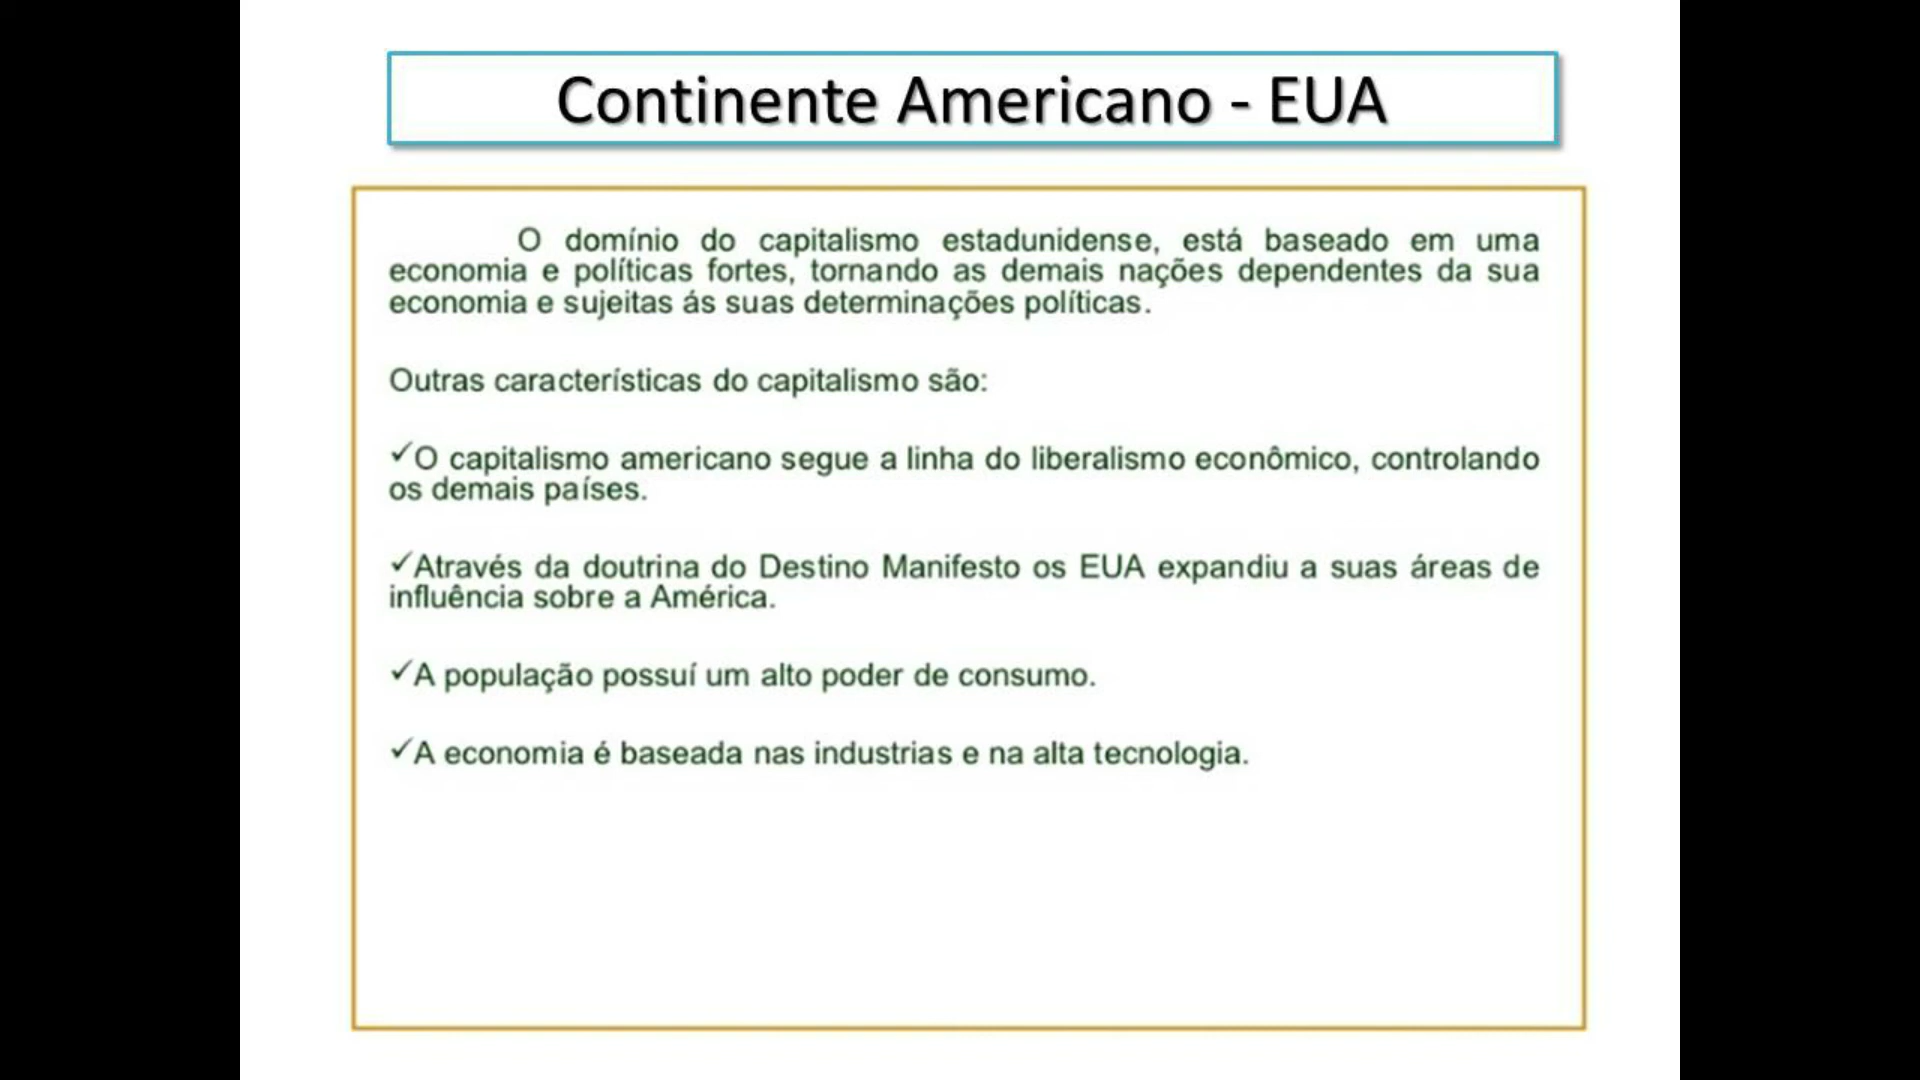 Continente Americano - EUA
O domínio do capitalismo estadunidense, está baseado em uma
economia e políticas fortes, tornando as demais nações dependentes da sua
economia e sujeitas ás suas determinações políticas.
Outras características do capitalismo são:
✓O capitalismo americano segue a linha do liberalismo econômico, controlando
os demais países.
✓Através da doutrina do Destino Manifesto os EUA expandiu a suas áreas de
influência sobre a América.
✓A população possuí um alto poder de consumo.
✓A economia é baseada nas industrias e na alta tecnologia.